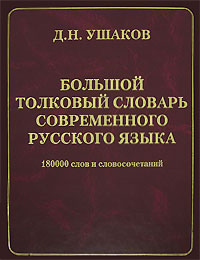 Д.Н. УШАКОВ
БОЛЬШОЙ
ТОЛКОВЫЙ СЛОВАРЬ
СОВРЕМЕННОГО
РУССКОГО ЯЗЫКА
180000 слов и словосочетаний